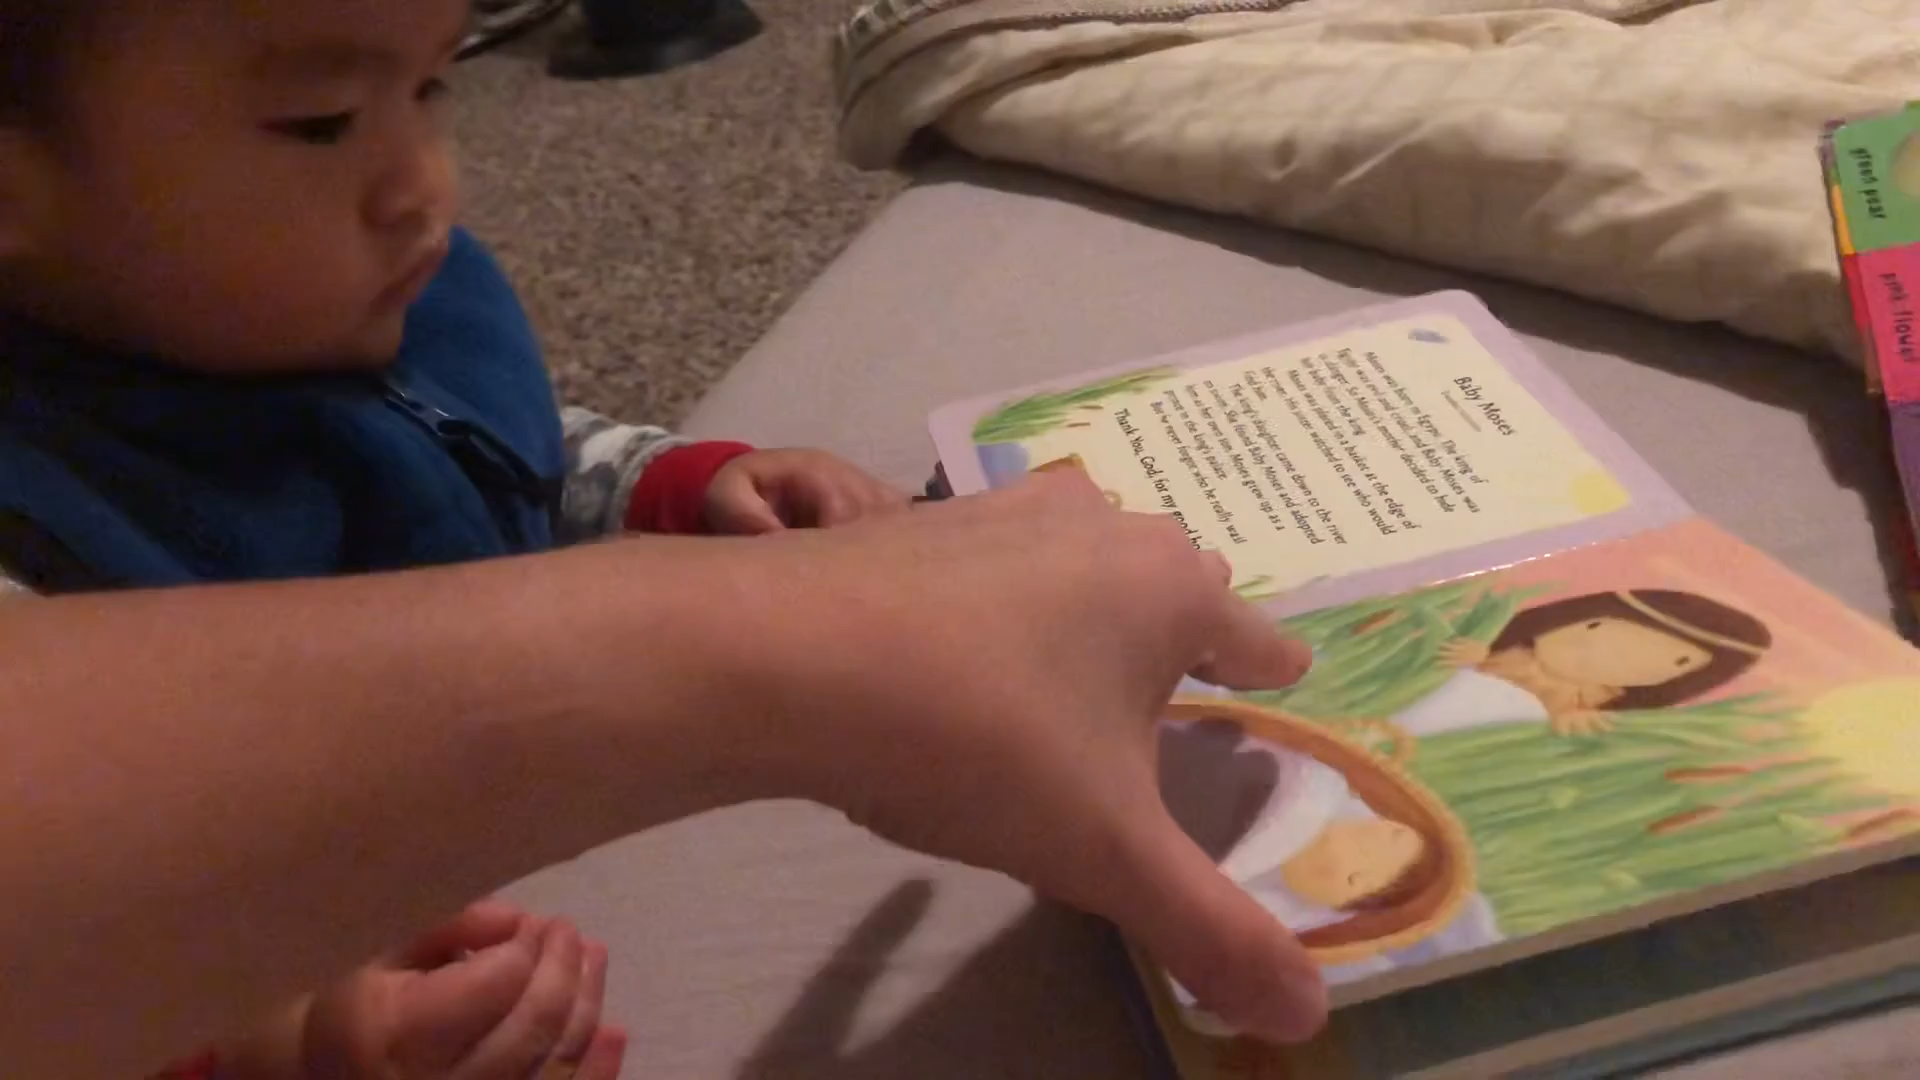 Baby Moses
Moses was born in Egypt. The king of
Egypt was evil and cruel, and Baby Moses was
in danger. So Moses's mother decided to hide
her baby from the king.
Moses was placed in a basket at the edge of
the river. His sister watched to see who would
find him.
The king's daughter came down to the river
to swim. She found Baby Moses and adopted
him as her own son. Moses grew up as a
prince in the king's palace.
But he never forgot who he really was!
Thank You, God, for my good
green pear
pink flower